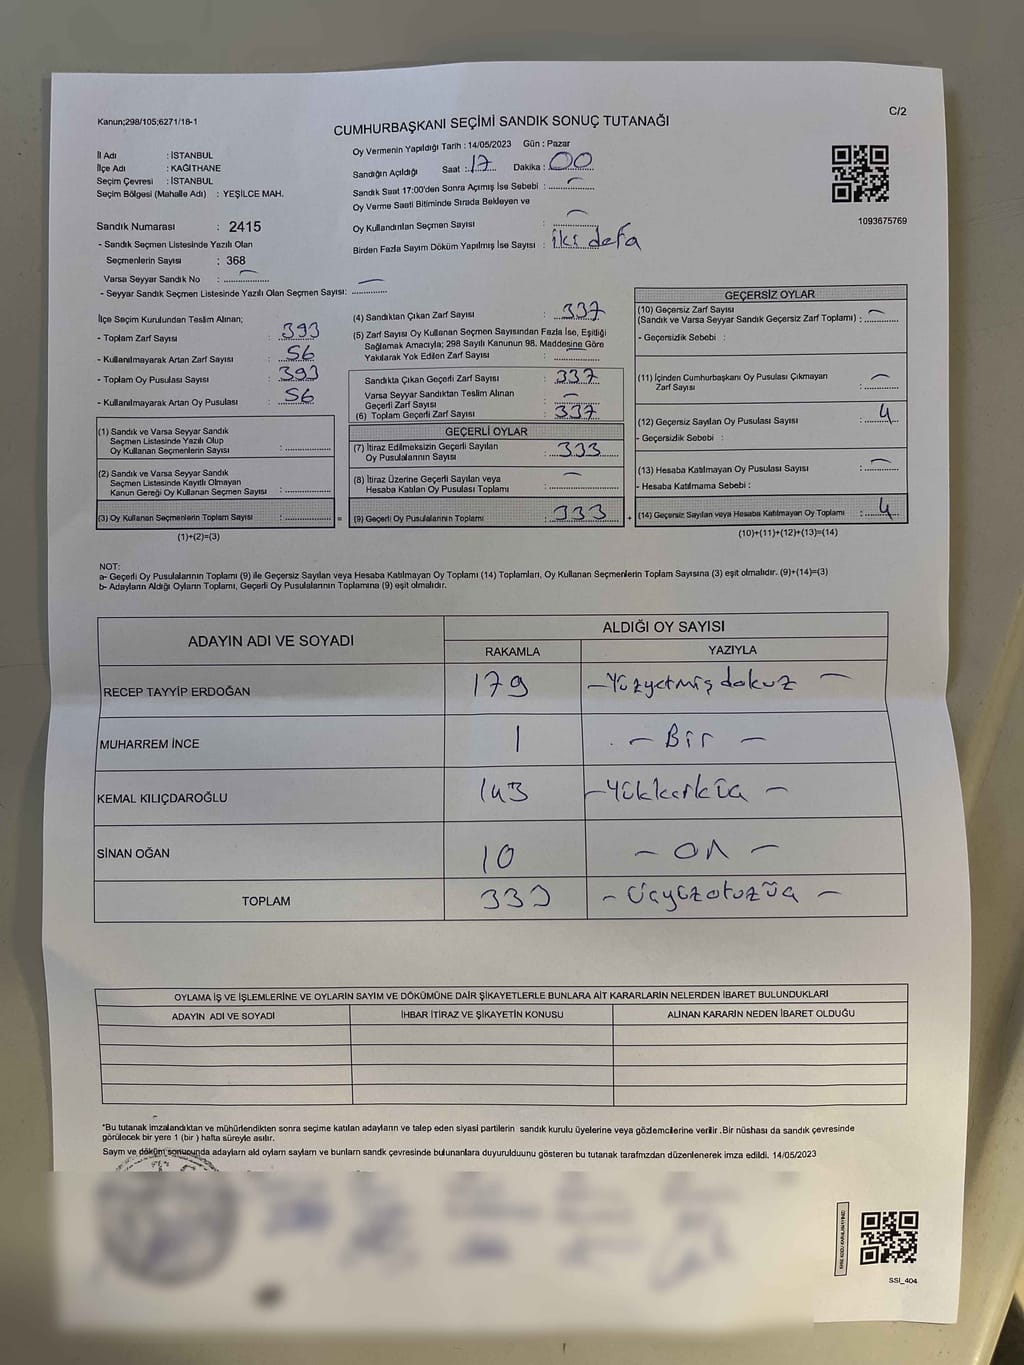 Kanun;298/105;6271/18-1
C/2
CUMHURBAŞKANI SEÇİMİ SANDIK SONUÇ TUTANAĞI
İl Adı : İSTANBUL
İlçe Adı : KAĞITHANE
Seçim Çevresi : İSTANBUL
Seçim Bölgesi (Mahalle Adı) : YEŞİLCE MAH.
Sandık Numarası : 2415
- Sandık Seçmen Listesinde Yazılı Olan
Seçmenlerin Sayısı : 368
Varsa Seyyar Sandık No :
- Seyyar Sandık Seçmen Listesinde Yazılı Olan Seçmen Sayısı:
Oy Vermenin Yapıldığı Tarih : 14/05/2023 Gün : Pazar
Sandığın Açıldığı Saat : 17 Dakika : 00
Sandık Saat 17:00'den Sonra Açımış İse Sebebi :
Oy Verme Saati Bitiminde Sırada Bekleyen ve
Oy Kullandırılan Seçmen Sayısı :
Birden Fazla Sayım Döküm Yapılmış İse Sayısı : iki defa
1093675769
İlçe Seçim Kurulundan Teslim Alınan;
- Toplam Zarf Sayısı : 393
- Kullanılmayarak Artan Zarf Sayısı : 56
- Toplam Oy Pusulası Sayısı : 393
- Kullanılmayarak Artan Oy Pusulası : 56
(1) Sandık ve Varsa Seyyar Sandık
Seçmen Listesinde Yazılı Olup
Oy Kullanan Seçmenlerin Sayısı :
(2) Sandık ve Varsa Seyyar Sandık
Seçmen Listesinde Kayıtlı Olmayan
Kanun Gereği Oy Kullanan Seçmen Sayısı :
(3) Oy Kullanan Seçmenlerin Toplam Sayısı :
(1)+(2)=(3)
=
(4) Sandıktan Çıkan Zarf Sayısı : 337
(5) Zarf Sayısı Oy Kullanan Seçmen Sayısından Fazla İse, Eşitliği
Sağlamak Amacıyla; 298 Sayılı Kanunun 98. Maddesine Göre
Yakılarak Yok Edilen Zarf Sayısı :
Sandıkta Çıkan Geçerli Zarf Sayısı : 337
Varsa Seyyar Sandıktan Teslim Alınan
Geçerli Zarf Sayısı :
(6) Toplam Geçerli Zarf Sayısı : 337
GEÇERLİ OYLAR
(7) İtiraz Edilmeksizin Geçerli Sayılan
Oy Pusulalarının Sayısı : 333
(8) İtiraz Üzerine Geçerli Sayılan veya
Hesaba Katılan Oy Pusulası Toplamı :
(9) Geçerli Oy Pusulalarının Toplamı : 333
+
GEÇERSİZ OYLAR
(10) Geçersiz Zarf Sayısı
(Sandık ve Varsa Seyyar Sandık Geçersiz Zarf Toplamı) :
- Geçersizlik Sebebi :
(11) İçinden Cumhurbaşkanı Oy Pusulası Çıkmayan
Zarf Sayısı :
(12) Geçersiz Sayılan Oy Pusulası Sayısı : 4
- Geçersizlik Sebebi :
(13) Hesaba Katılmayan Oy Pusulası Sayısı :
- Hesaba Katılmama Sebebi :
(14) Geçersiz Sayılan veya Hesaba Katılmayan Oy Toplamı : 4
(10)+(11)+(12)+(13)=(14)
NOT:
a- Geçerli Oy Pusulalarının Toplamı (9) ile Geçersiz Sayılan veya Hesaba Katılmayan Oy Toplamı (14) Toplamları, Oy Kullanan Seçmenlerin Toplam Sayısına (3) eşit olmalıdır. (9)+(14)=(3)
b- Adayların Aldığı Oyların Toplamı, Geçerli Oy Pusulalarının Toplamına (9) eşit olmalıdır.
ADAYIN ADI VE SOYADI ALDIĞI OY SAYISI
RAKAMLA YAZIYLA
RECEP TAYYİP ERDOĞAN 179 - Yüzyetmişdokuz -
MUHARREM İNCE 1 - Bir -
KEMAL KILIÇDAROĞLU 143
SİNAN OĞAN 10 - on -
TOPLAM 333 - üçyüzotuzüç -
OYLAMA İŞ VE İŞLEMLERİNE VE OYLARIN SAYIM VE DÖKÜMÜNE DAİR ŞİKAYETLERLE BUNLARA AİT KARARLARIN NELERDEN İBARET BULUNDUKLARI
ADAYIN ADI VE SOYADI İHBAR İTİRAZ VE ŞİKAYETİN KONUSU ALINAN KARARIN NEDEN İBARET OLDUĞU
*Bu tutanak imzalandıktan ve mühürlendikten sonra seçime katılan adayların ve talep eden siyasi partilerin sandık kurulu üyelerine veya gözlemcilerine verilir .Bir nüshası da sandık çevresinde
görülecek bir yere 1 (bir ) hafta süreyle asılır.
Sayım ve döküm sonucunda adayların ald oylam saylam ve bunların sandk çevresinde bulunanlara duyurulduunu gösteren bu tutanak tarafmzdan düzenlenerek imza edildi. 14/05/2023
SSI_404